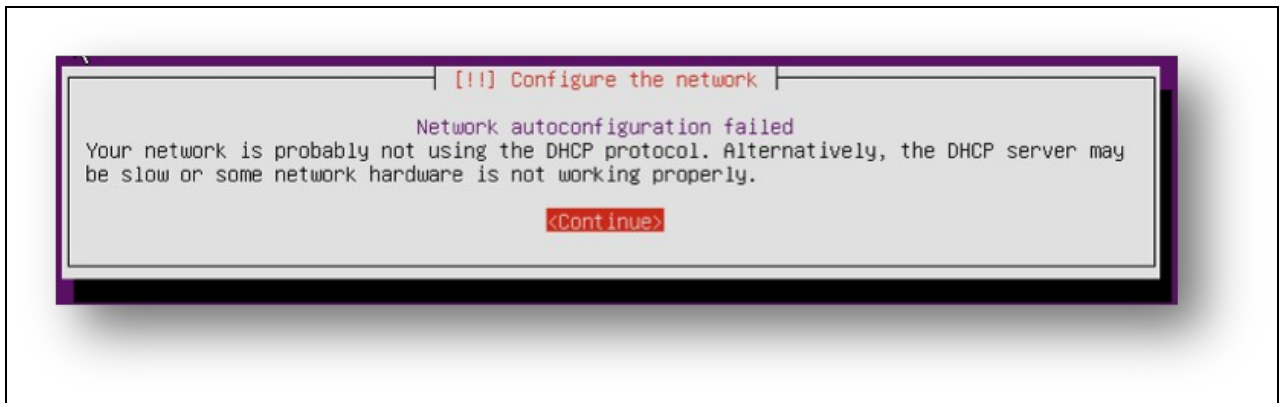 [!!] Configure the network
Network autoconfiguration failed
Your network is probably not using the DHCP protocol. Alternatively, the DHCP server may
be slow or some network hardware is not working properly.
<Continue>